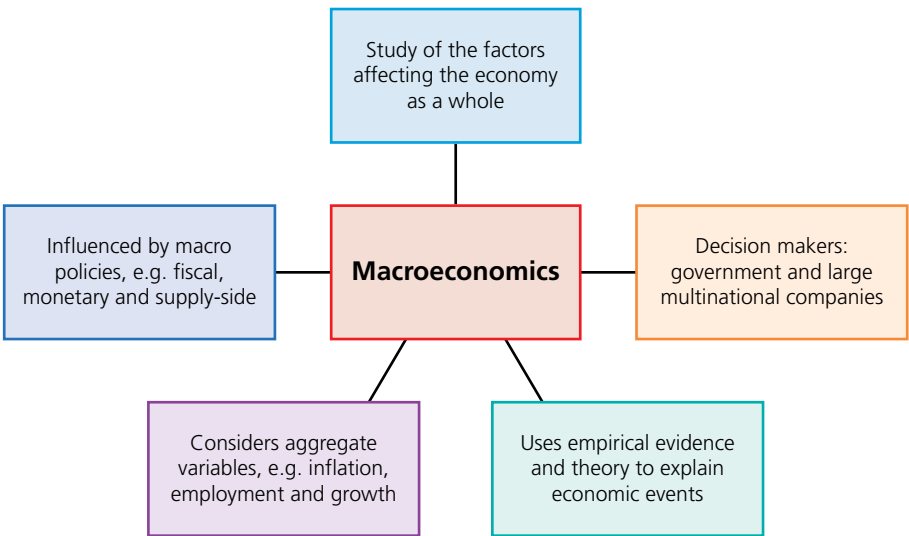 Study of the factors
affecting the economy
as a whole
Influenced by macro
policies, e.g. fiscal,
monetary and supply-side
Macroeconomics
Decision makers:
government and large
multinational companies
Considers aggregate
variables, e.g. inflation,
employment and growth
Uses empirical evidence
and theory to explain
economic events